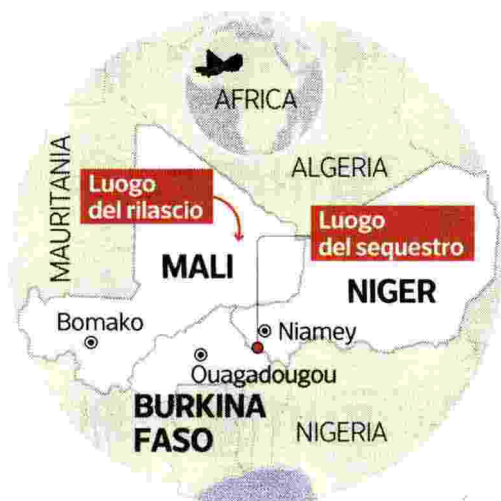 AFRICA
MAURITANIA
ALGERIA
Luogo
del rilascio
Luogo
del sequestro
MALI
NIGER
Bomako
Niamey
Ouagadougou
BURKINA
FASO
NIGERIA